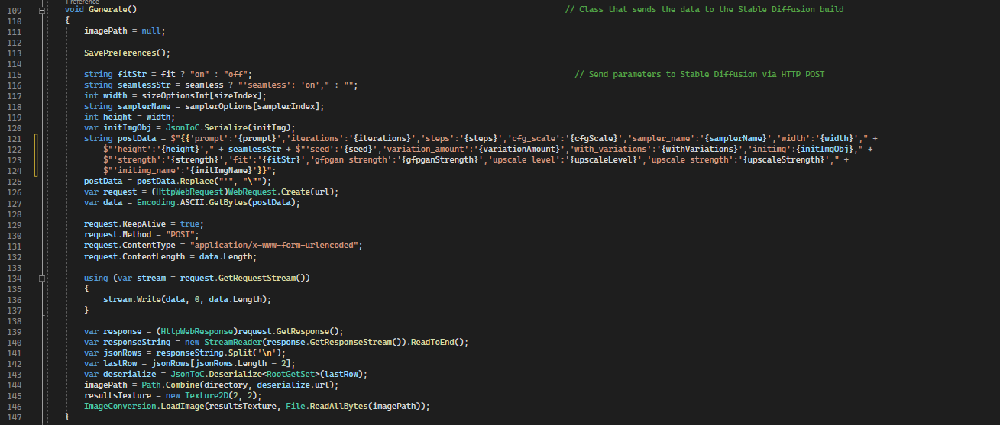 1 reference
109 void Generate() // Class that sends the data to the Stable Diffusion build
110 {
111 imagePath = null;
112
113 SavePreferences();
114
115 string fitStr = fit ? "on" : "off"; // Send parameters to Stable Diffusion via HTTP POST
116 string seamlessStr = seamless ? "'seamless': 'on'," : "";
117 int width = sizeOptionsInt[sizeIndex];
118 string samplerName = samplerOptions[samplerIndex];
119 int height = width;
120 var initImgObj = JsonToC.Serialize(initImg);
121 string postData = $"{{'prompt':'{prompt}','iterations':'{iterations}','steps':'{steps}','cfg_scale':'{cfgScale}','sampler_name':'{samplerName}','width':'{width}'," +
122 $"'height':'{height}'," + seamlessStr + $"'seed':'{seed}','variation_amount':'{variationAmount}','with_variations':'{withVariations}','initimg':{initImgObj}," +
123 $"'strength':'{strength}','fit':'{fitStr}','gfpgan_strength':'{gfpganStrength}','upscale_level':'{upscaleLevel}','upscale_strength':'{upscaleStrength}'," +
124 $"'initimg_name':'{initImgName}'}}";
125 postData = postData.Replace("'", "\"");
126 var request = (HttpWebRequest)WebRequest.Create(url);
127 var data = Encoding.ASCII.GetBytes(postData);
128
129 request.KeepAlive = true;
130 request.Method = "POST";
131 request.ContentType = "application/x-www-form-urlencoded";
132 request.ContentLength = data.Length;
133
134 using (var stream = request.GetRequestStream())
135 {
136 stream.Write(data, 0, data.Length);
137 }
138
139 var response = (HttpWebResponse)request.GetResponse();
140 var responseString = new StreamReader(response.GetResponseStream()).ReadToEnd();
141 var jsonRows = responseString.Split('\n');
142 var lastRow = jsonRows[jsonRows.Length - 2];
143 var deserialize = JsonToC.Deserialize<RootGetSet>(lastRow);
144 imagePath = Path.Combine(directory, deserialize.url);
145 resultsTexture = new Texture2D(2, 2);
146 ImageConversion.LoadImage(resultsTexture, File.ReadAllBytes(imagePath));
147 }